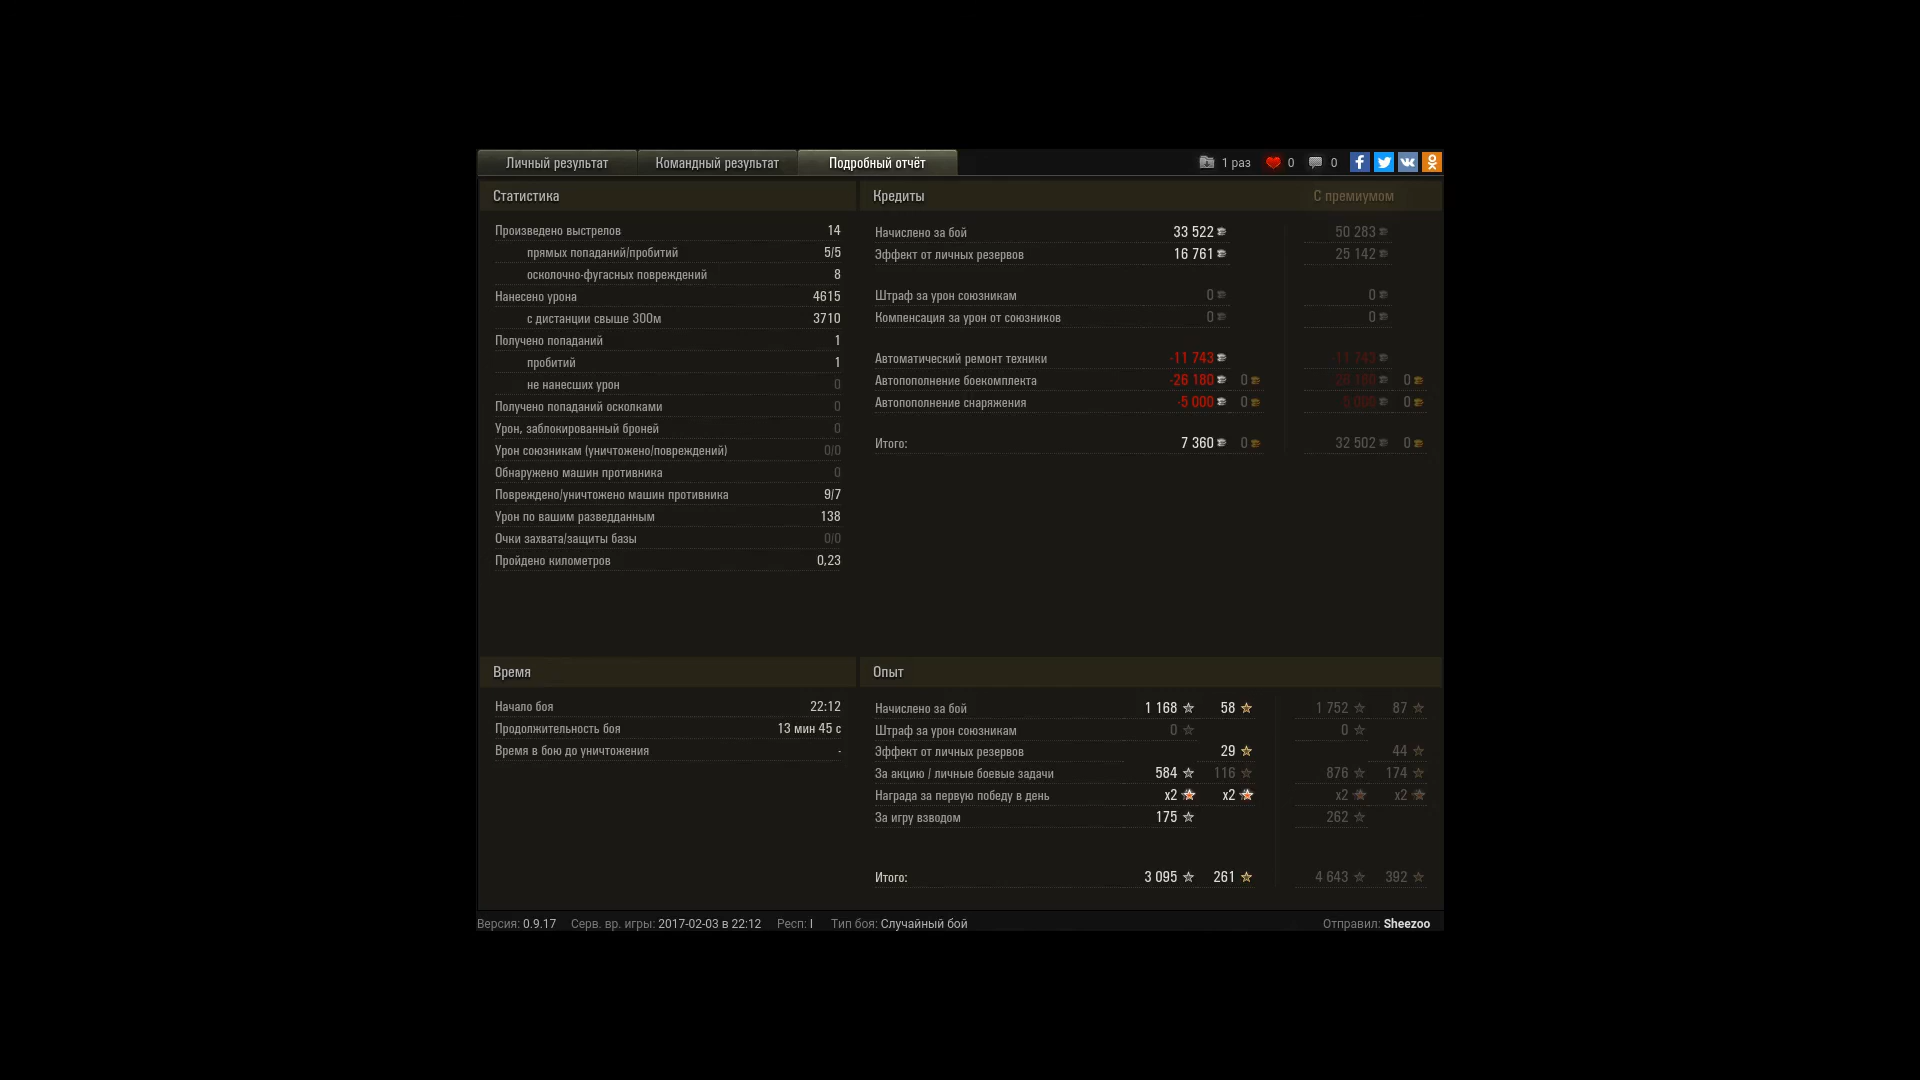 Личный результат Командный результат Подробный отчёт 1 раз 0 0
Статистика
Произведено выстрелов 14
прямых попаданий/пробитий 5/5
осколочно-фугасных повреждений 8
Нанесено урона 4615
с дистанции свыше 300м 3710
Получено попаданий 1
пробитий 1
не нанесших урон 0
Получено попаданий осколками 0
Урон, заблокированный броней 0
Урон союзникам (уничтожено/повреждений) 0/0
Обнаружено машин противника 0
Повреждено/уничтожено машин противника 9/7
Урон по вашим разведданным 138
Очки захвата/защиты базы 0/0
Пройдено километров 0,23
Кредиты С премиумом
Начислено за бой 33 522 50 283
Эффект от личных резервов 16 761 25 142
Штраф за урон союзникам 0 0
Компенсация за урон от союзников 0 0
Автоматический ремонт техники -11 743 -11 743
Автопополнение боекомплекта -26 180 0 -26 180 0
Автопополнение снаряжения -5 000 0 -5 000 0
Итого: 7 360 0 32 502 0
Время
Начало боя 22:12
Продолжительность боя 13 мин 45 с
Время в бою до уничтожения -
Опыт
Начислено за бой 1 168 58 1 752 87
Штраф за урон союзникам 0 0
Эффект от личных резервов 29 44
За акцию / личные боевые задачи 584 116 876 174
Награда за первую победу в день x2 x2 x2 x2
За игру взводом 175 262
Итого: 3 095 261 4 643 392
Версия: 0.9.17 Серв. вр. игры: 2017-02-03 в 22:12 Респ: I Тип боя: Случайный бой Отправил: Sheezoo